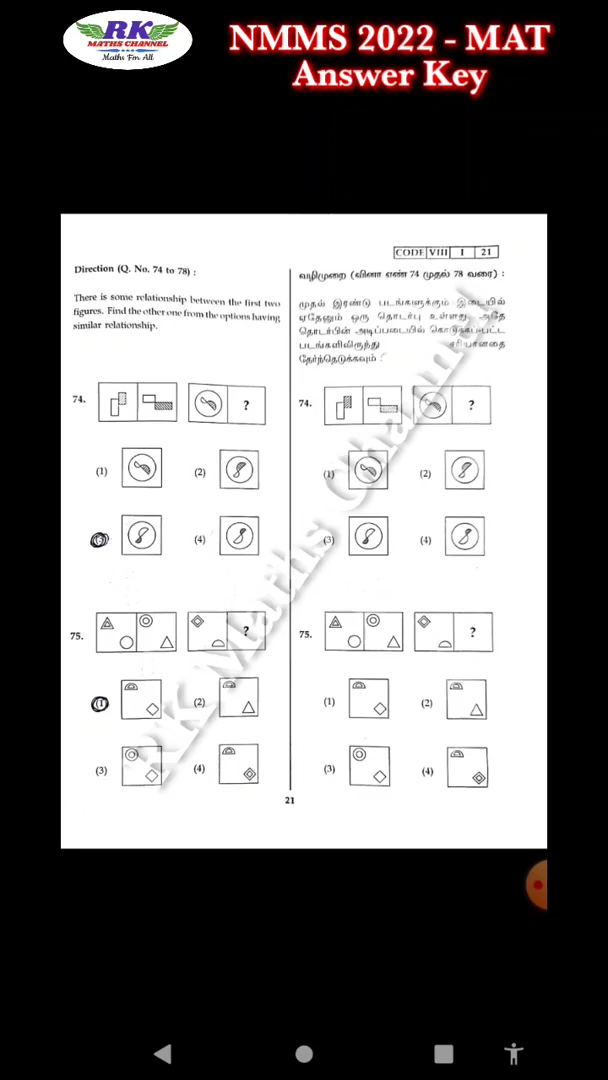 RK
MATHS CHANNEL
Maths For All
NMMS 2022 - MAT
Answer Key
CODE VIII I 21
Direction (Q. No. 74 to 78) :
There is some relationship between the first two
figures. Find the other one from the options having
similar relationship.
வழிமுறை (வினா எண் 74 முதல் 78 வரை) :
முதல் இரண்டு படங்களுக்கும் இடையில்
ஏதேனும் ஒரு தொடர்பு உள்ளது. அதே
தொடர்பின் அடிப்படையில் கொடுக்கப்பட்ட
படங்களிலிருந்து
தேர்ந்தெடுக்கவும் :
74. ?
(1) (2)
(4)
74. ?
(1) (2)
(3) (4)
75. ?
(1) (2)
(3) (4)
75. ?
(1) (2)
(3) (4)
21
RK Maths Channel